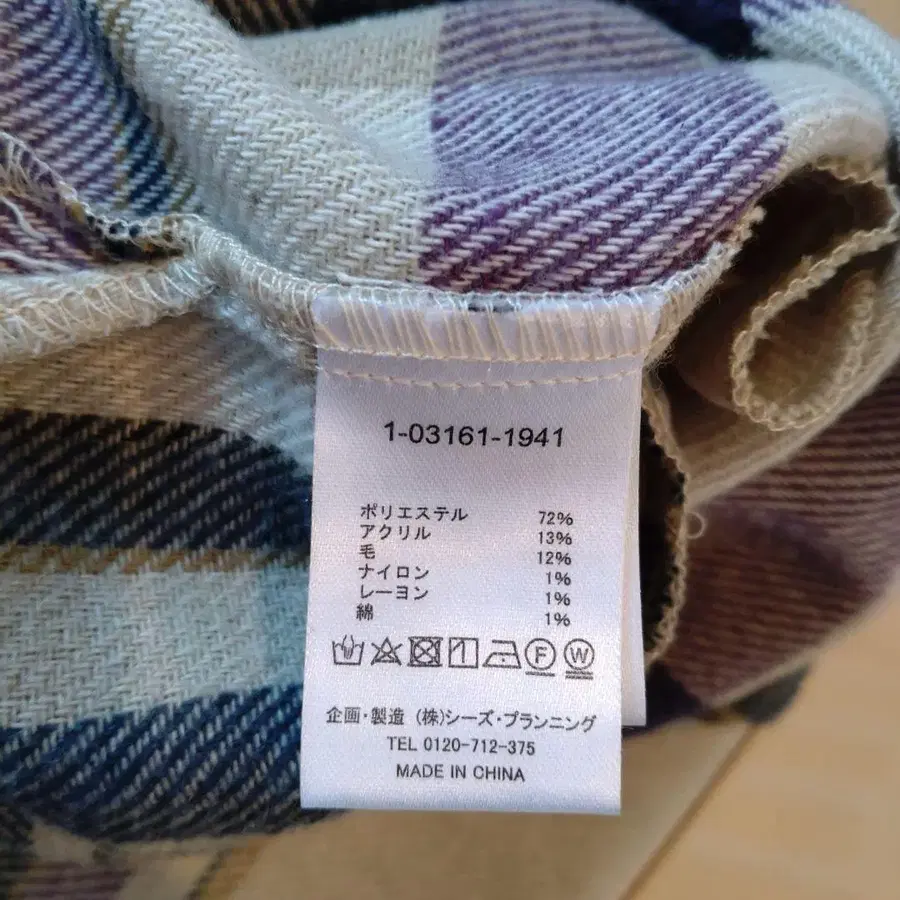 1-03161-1941
ポリエステル 72%
アクリル 13%
毛 12%
ナイロン 1%
レーヨン 1%
綿 1%
F W
企画・製造 (株)シーズ・プランニング
TEL 0120-712-375
MADE IN CHINA